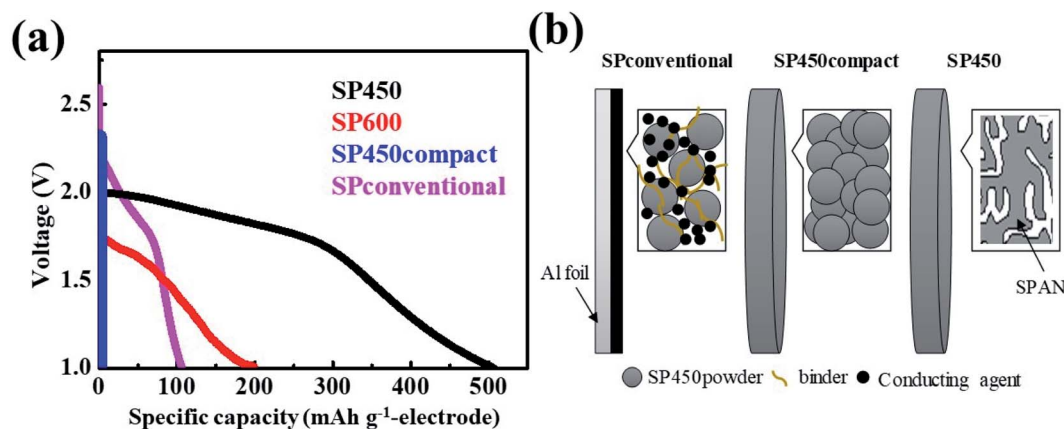 (a)
SP450
SP600
SP450compact
SPconventional
Voltage (V)
2.5
2.0
1.5
1.0
0 100 200 300 400 500
Specific capacity (mAh g⁻¹-electrode)
(b)
SPconventional SP450compact SP450
Al foil
SPAN
SP450powder binder Conducting agent